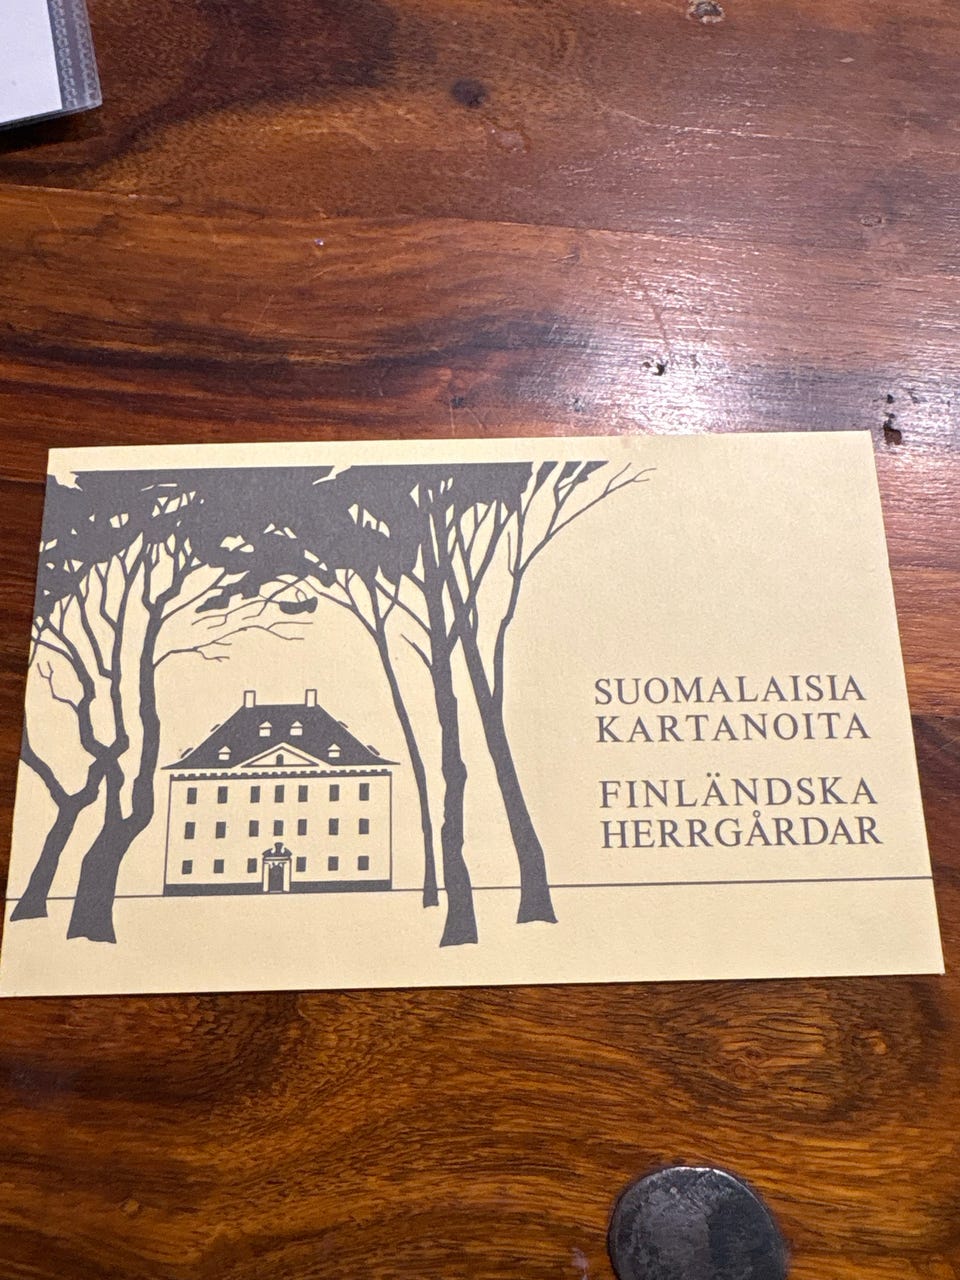 SUOMALAISIA
KARTANOITA
FINLÄNDSKA
HERRGÅRDAR